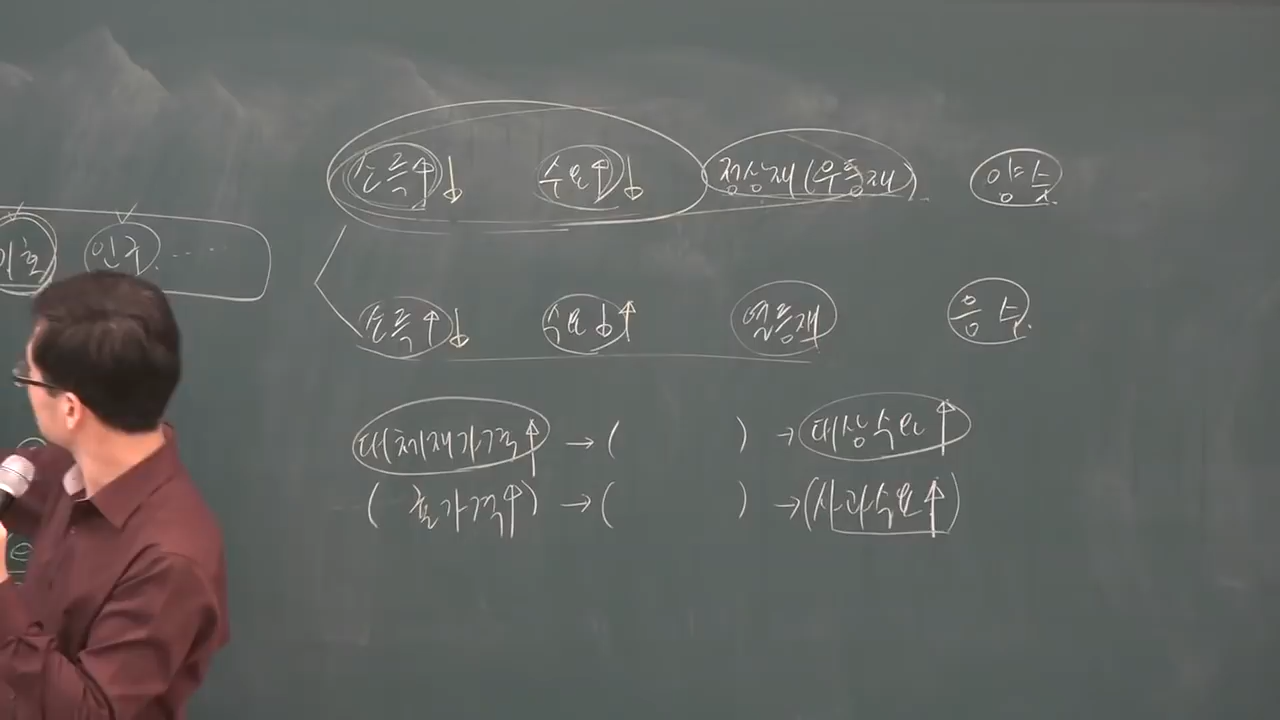 소득↑↓ 수요↑↓ 정상재(우등재) 양수.
인구 ...
소득↑↓ 수요↓↑ 열등재 음수.
대체재가격↑ → ( ) → 대상수요↑
( 귤가격↑) → ( ) → (사과수요↑)